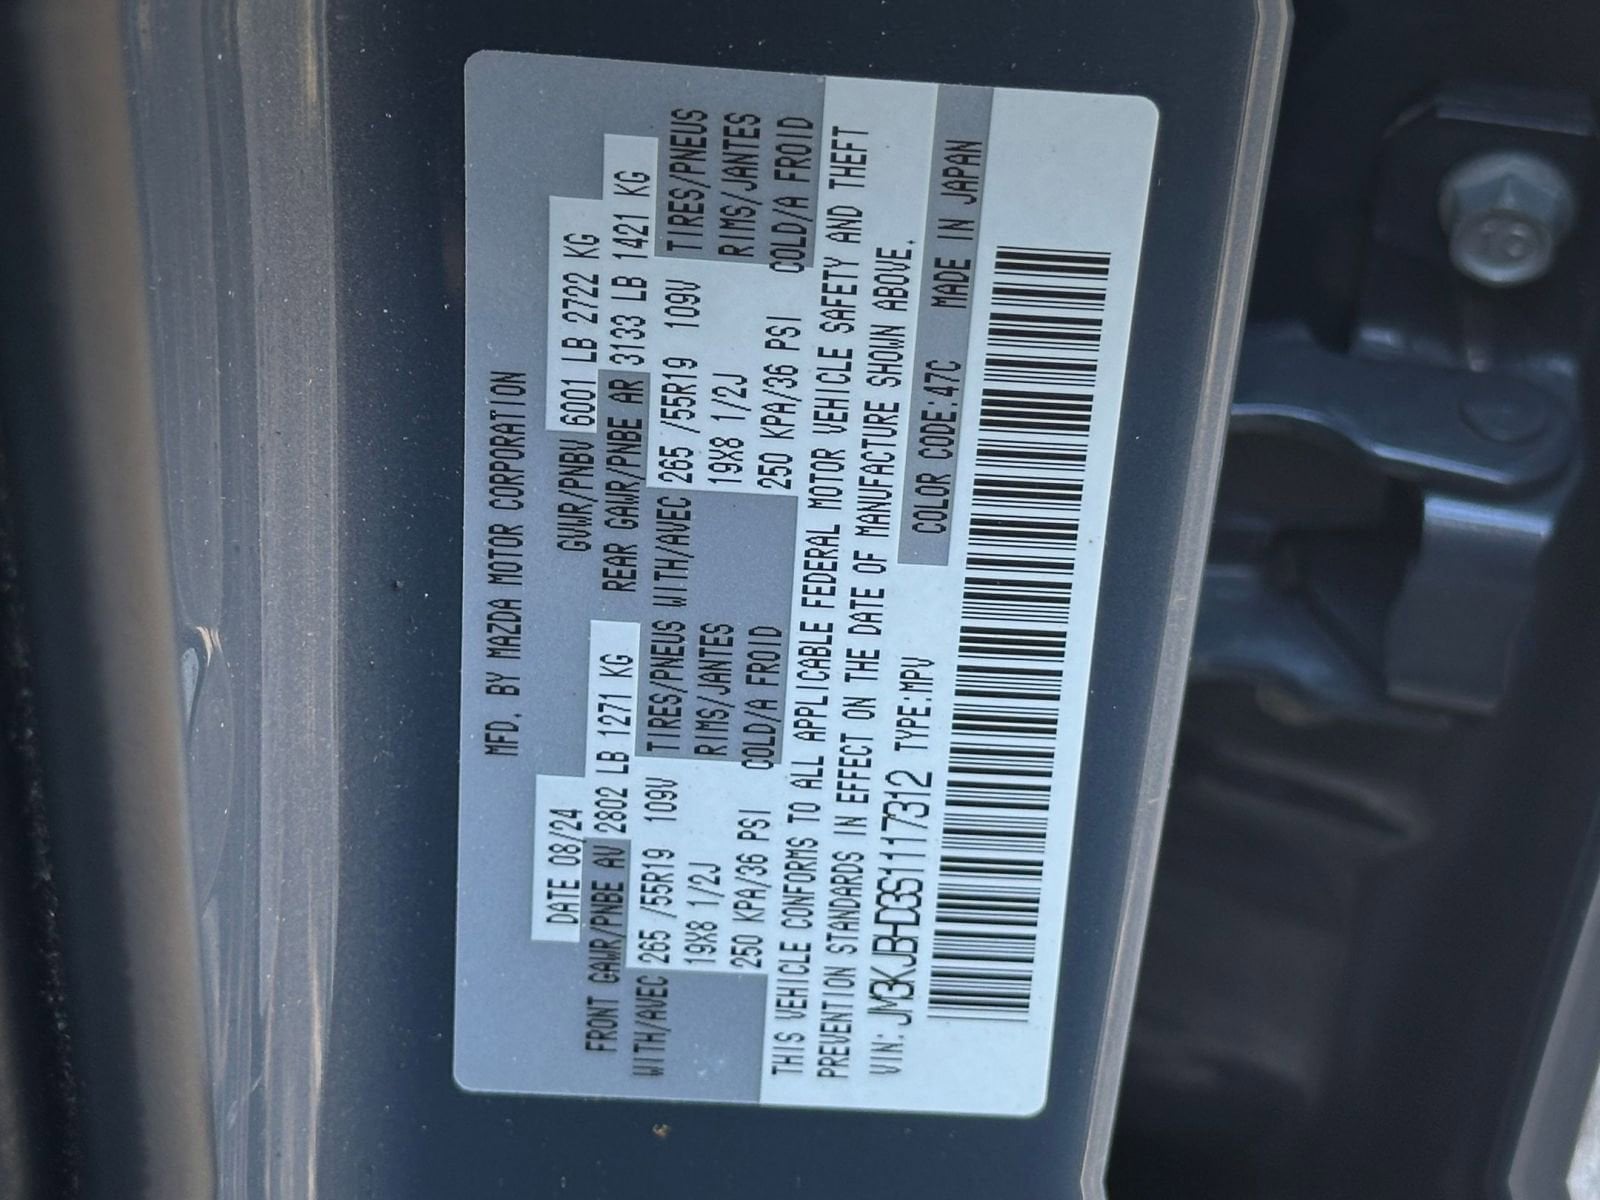 MFD. BY MAZDA MOTOR CORPORATION
DATE 08/24 GVWR/PNBV 6001 LB 2722 KG
FRONT GAWR/PNBE AV 2802 LB 1271 KG REAR GAWR/PNBE AR 3133 LB 1421 KG
WITH/AVEC 265 /55R19 109V TIRES/PNEUS WITH/AVEC 265 /55R19 109V TIRES/PNEUS
19X8 1/2J RIMS/JANTES 19X8 1/2J RIMS/JANTES
250 KPA/36 PSI COLD/A FROID 250 KPA/36 PSI COLD/A FROID
THIS VEHICLE CONFORMS TO ALL APPLICABLE FEDERAL MOTOR VEHICLE SAFETY AND THEFT
PREVENTION STANDARDS IN EFFECT ON THE DATE OF MANUFACTURE SHOWN ABOVE.
VIN: JM3KJBHD3S1117312 TYPE:MPV COLOR CODE:47C MADE IN JAPAN
10